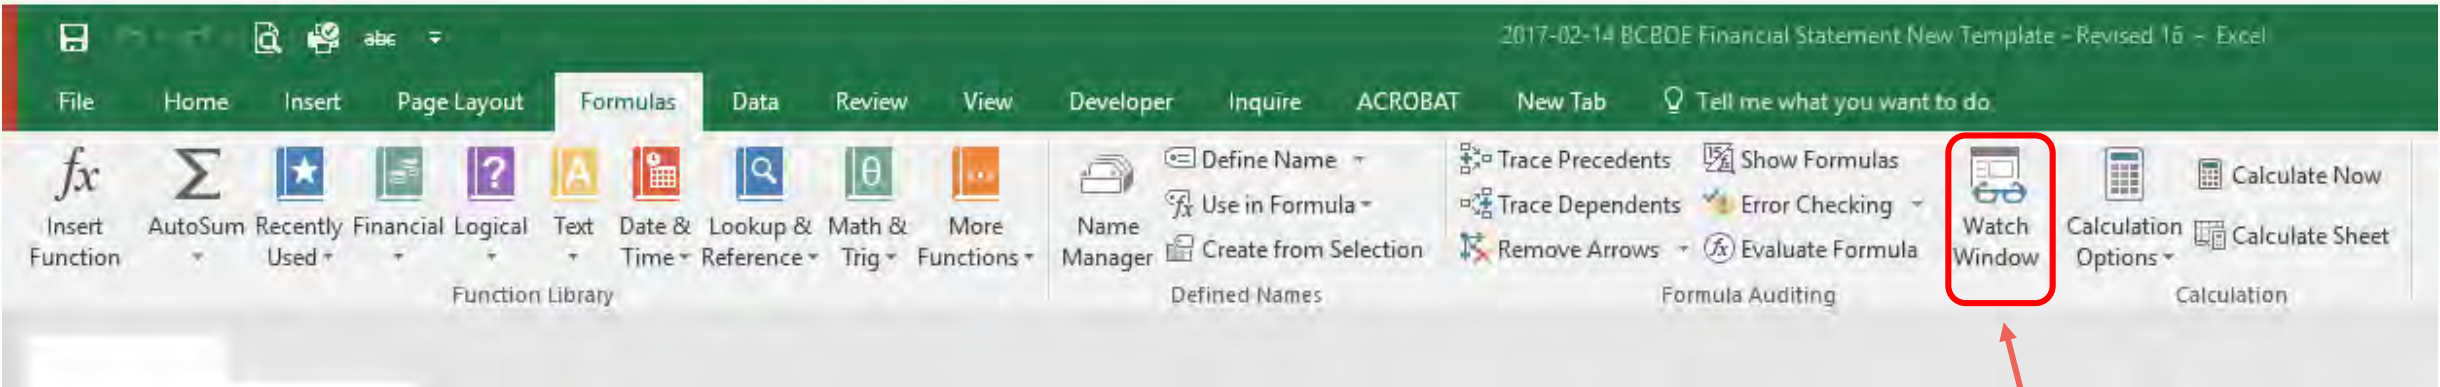 abc
2017-02-14 BCBOE Financial Statement New Template - Revised 16 - Excel
File Home Insert Page Layout Formulas Data Review View Developer Inquire ACROBAT New Tab Tell me what you want to do
fx Insert Function
AutoSum
Recently Used
Financial
? Logical
A Text
Date & Time
Lookup & Reference
θ Math & Trig
More Functions
Function Library
Name Manager
Define Name
fx Use in Formula
Create from Selection
Defined Names
Trace Precedents
Trace Dependents
Remove Arrows
Show Formulas
Error Checking
fx Evaluate Formula
Formula Auditing
Watch Window
Calculation Options
Calculate Now
Calculate Sheet
Calculation